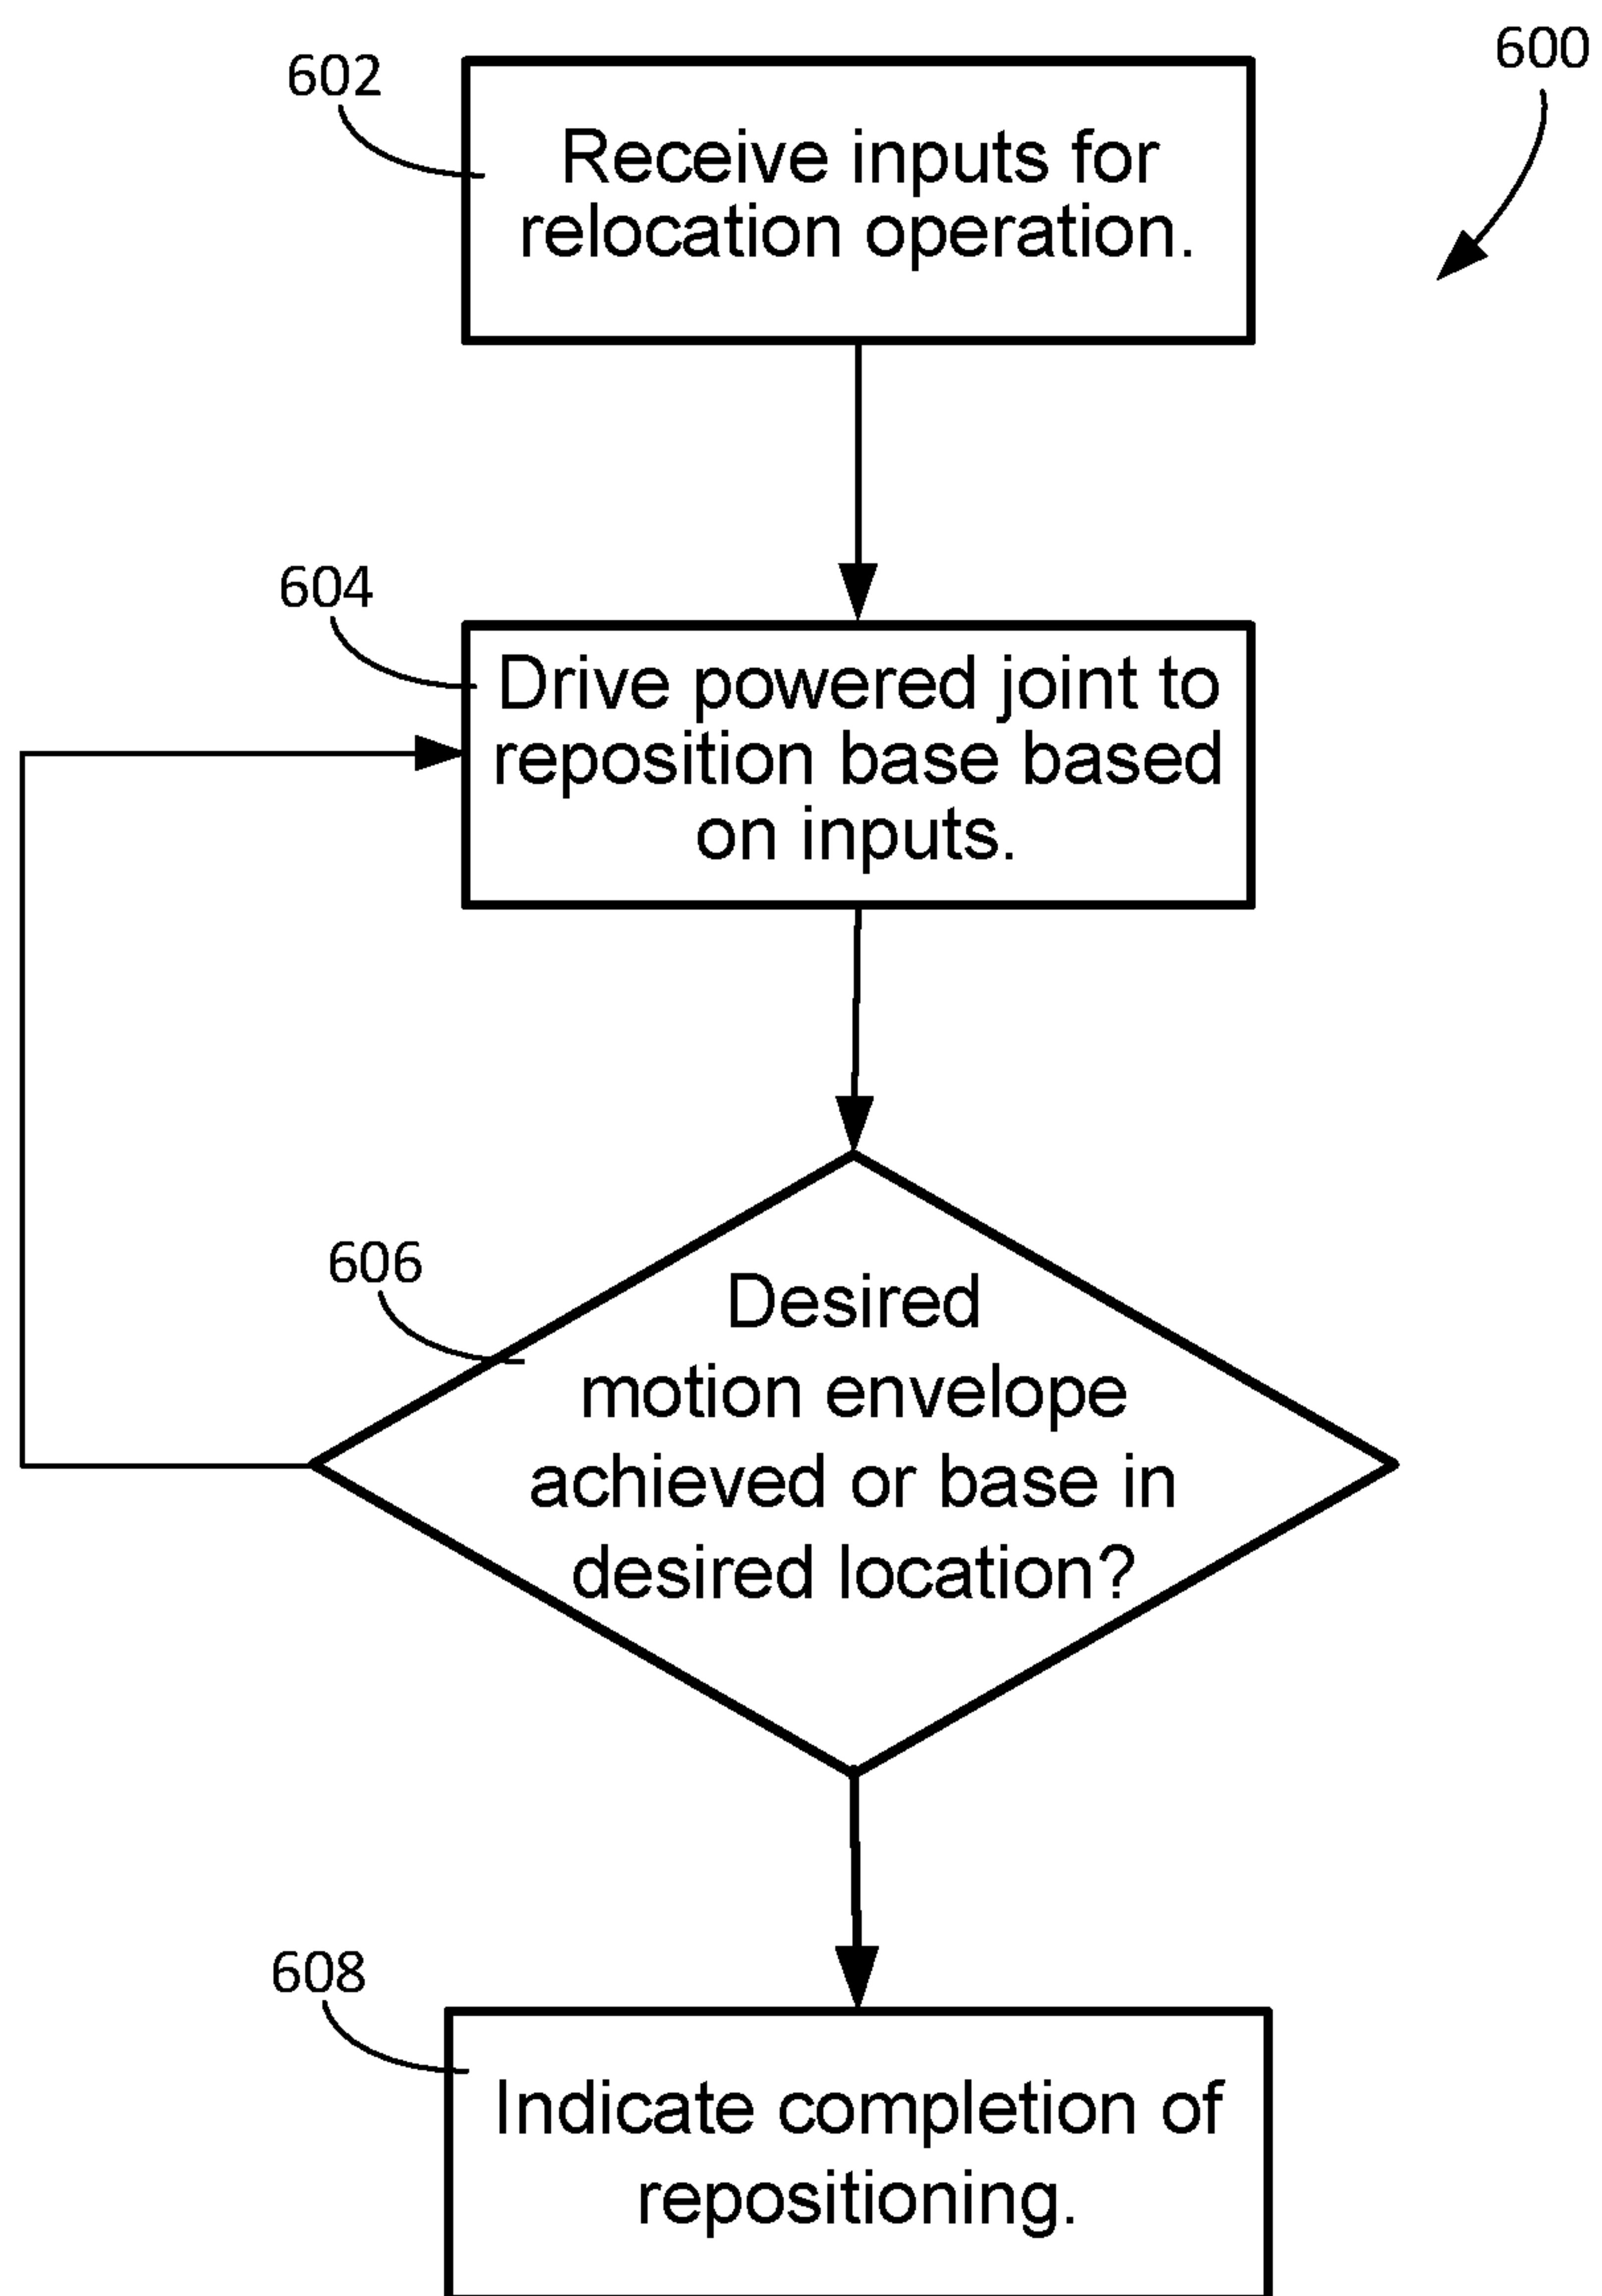 600
602
Receive inputs for
relocation operation.
604
Drive powered joint to
reposition base based
on inputs.
606
Desired
motion envelope
achieved or base in
desired location?
608
Indicate completion of
repositioning.